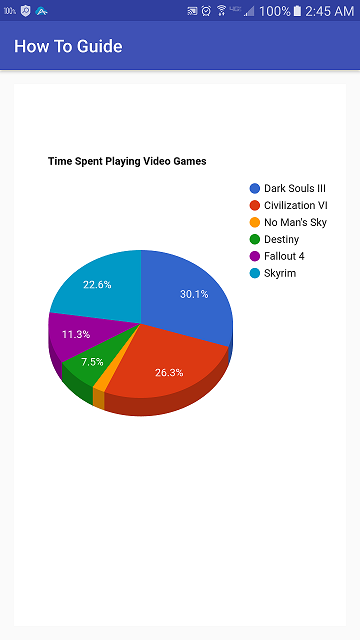 100%
100% 2:45 AM
How To Guide
Time Spent Playing Video Games
Dark Souls III
Civilization VI
No Man's Sky
Destiny
Fallout 4
Skyrim
22.6%
30.1%
11.3%
7.5%
26.3%